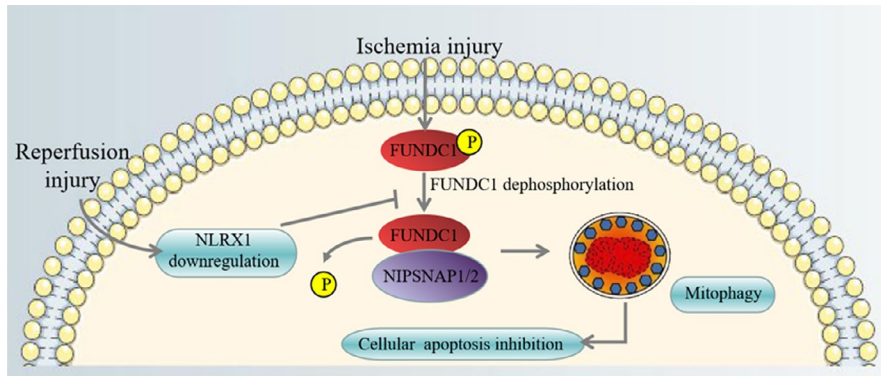 Ischemia injury
FUNDC1
P
Reperfusion
injury
FUNDC1 dephosphorylation
NLRX1
downregulation
FUNDC1
NIPSNAP1/2
P
Mitophagy
Cellular apoptosis inhibition